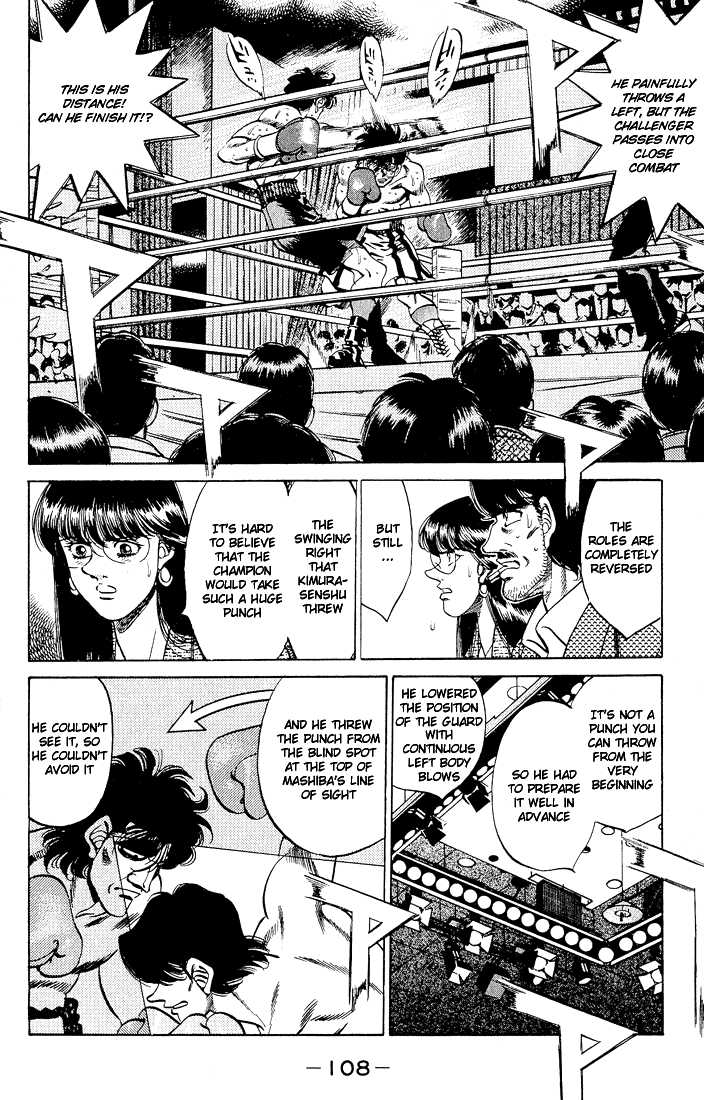 HE PAINFULLY
THROWS A
LEFT, BUT THE
CHALLENGER
PASSES INTO
CLOSE
COMBAT
THIS IS HIS
DISTANCE!
CAN HE FINISH IT!?
THE
ROLES ARE
COMPLETELY
REVERSED
BUT
STILL
...
THE
SWINGING
RIGHT
THAT
KIMURA-
SENSHU
THREW
IT'S HARD
TO BELIEVE
THAT THE
CHAMPION
WOULD TAKE
SUCH A HUGE
PUNCH
IT'S NOT A
PUNCH YOU
CAN THROW
FROM THE
VERY
BEGINNING
SO HE HAD
TO PREPARE
IT WELL IN
ADVANCE
HE LOWERED
THE POSITION
OF THE GUARD
WITH
CONTINUOUS
LEFT BODY
BLOWS
AND HE THREW
THE PUNCH FROM
THE BLIND SPOT
AT THE TOP OF
MASHIBA'S LINE
OF SIGHT
HE COULDN'T
SEE IT, SO
HE COULDN'T
AVOID IT
-108-